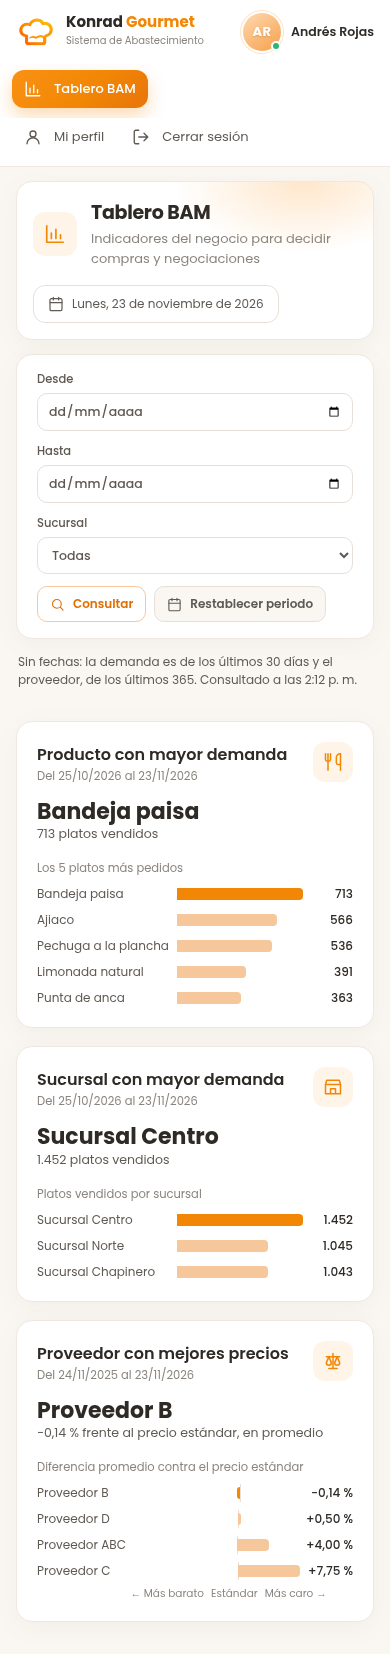 Konrad Gourmet
Sistema de Abastecimiento
AR
Andrés Rojas
Tablero BAM
Mi perfil
Cerrar sesión
Tablero BAM
Indicadores del negocio para decidir
compras y negociaciones
Lunes, 23 de noviembre de 2026
Desde
dd/mm/aaaa
Hasta
dd/mm/aaaa
Sucursal
Todas
Consultar
Restablecer periodo
Sin fechas: la demanda es de los últimos 30 días y el
proveedor, de los últimos 365. Consultado a las 2:12 p. m.
Producto con mayor demanda
Del 25/10/2026 al 23/11/2026
Bandeja paisa
713 platos vendidos
Los 5 platos más pedidos
Bandeja paisa 713
Ajiaco 566
Pechuga a la plancha 536
Limonada natural 391
Punta de anca 363
Sucursal con mayor demanda
Del 25/10/2026 al 23/11/2026
Sucursal Centro
1.452 platos vendidos
Platos vendidos por sucursal
Sucursal Centro 1.452
Sucursal Norte 1.045
Sucursal Chapinero 1.043
Proveedor con mejores precios
Del 24/11/2025 al 23/11/2026
Proveedor B
-0,14 % frente al precio estándar, en promedio
Diferencia promedio contra el precio estándar
Proveedor B -0,14 %
Proveedor D +0,50 %
Proveedor ABC +4,00 %
Proveedor C +7,75 %
← Más barato Estándar Más caro →